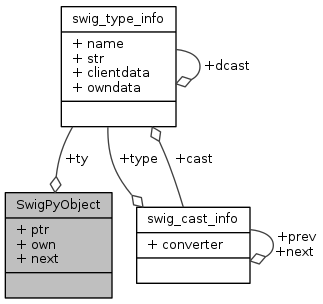 swig_type_info
+ name
+ str
+ clientdata
+ owndata
+dcast
+ty
+type
+cast
SwigPyObject
+ ptr
+ own
+ next
swig_cast_info
+ converter
+prev
+next